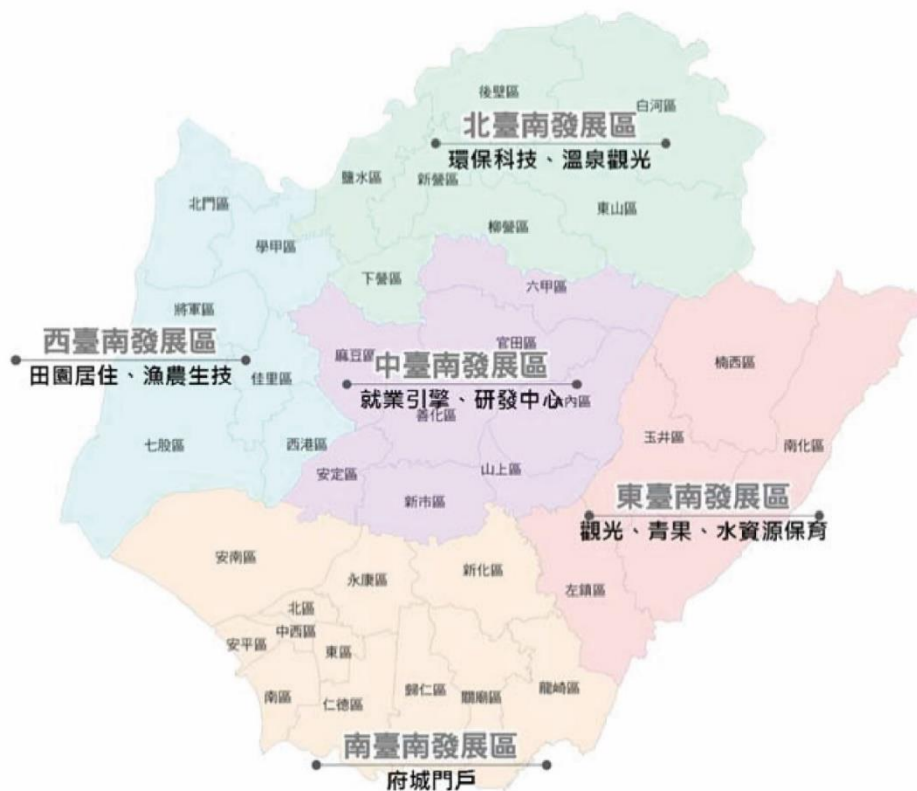 後壁區
白河區
北臺南發展區
環保科技、溫泉觀光
鹽水區
新營區
東山區
柳營區
下營區
北門區
學甲區
將軍區
西臺南發展區
田園居住、漁農生技
佳里區
七股區
西港區
六甲區
官田區
麻豆區
中臺南發展區
就業引擎、研發中心
內區
善化區
山上區
安定區
新市區
楠西區
玉井區
南化區
東臺南發展區
觀光、青果、水資源保育
左鎮區
安南區
永康區
新化區
北區
中西區
安平區
東區
南區
仁德區
歸仁區
關廟區
龍崎區
南臺南發展區
府城門戶